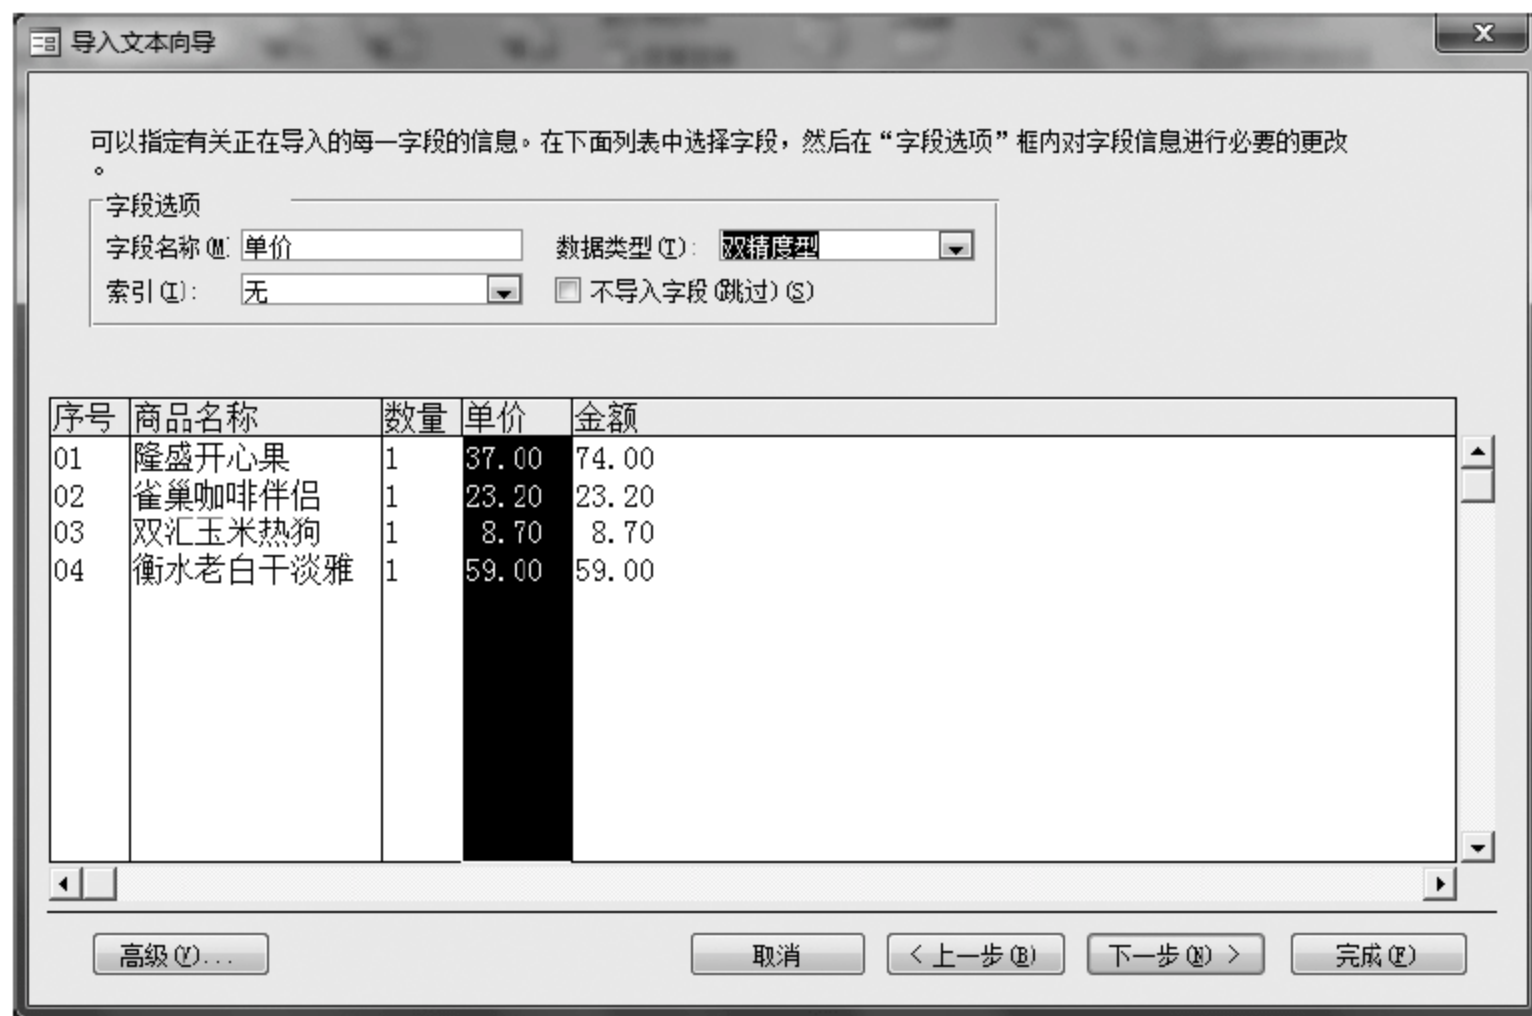 导入文本向导
x
可以指定有关正在导入的每一字段的信息。在下面列表中选择字段，然后在“字段选项”框内对字段信息进行必要的更改
。
字段选项
字段名称(M) 单价 数据类型(T): 双精度型
索引(I): 无 不导入字段(跳过)(S)
序号 商品名称 数量 单价 金额
01 隆盛开心果 1 37.00 74.00
02 雀巢咖啡伴侣 1 23.20 23.20
03 双汇玉米热狗 1 8.70 8.70
04 衡水老白干淡雅 1 59.00 59.00
高级(V)... 取消 < 上一步(B) 下一步(N) > 完成(F)